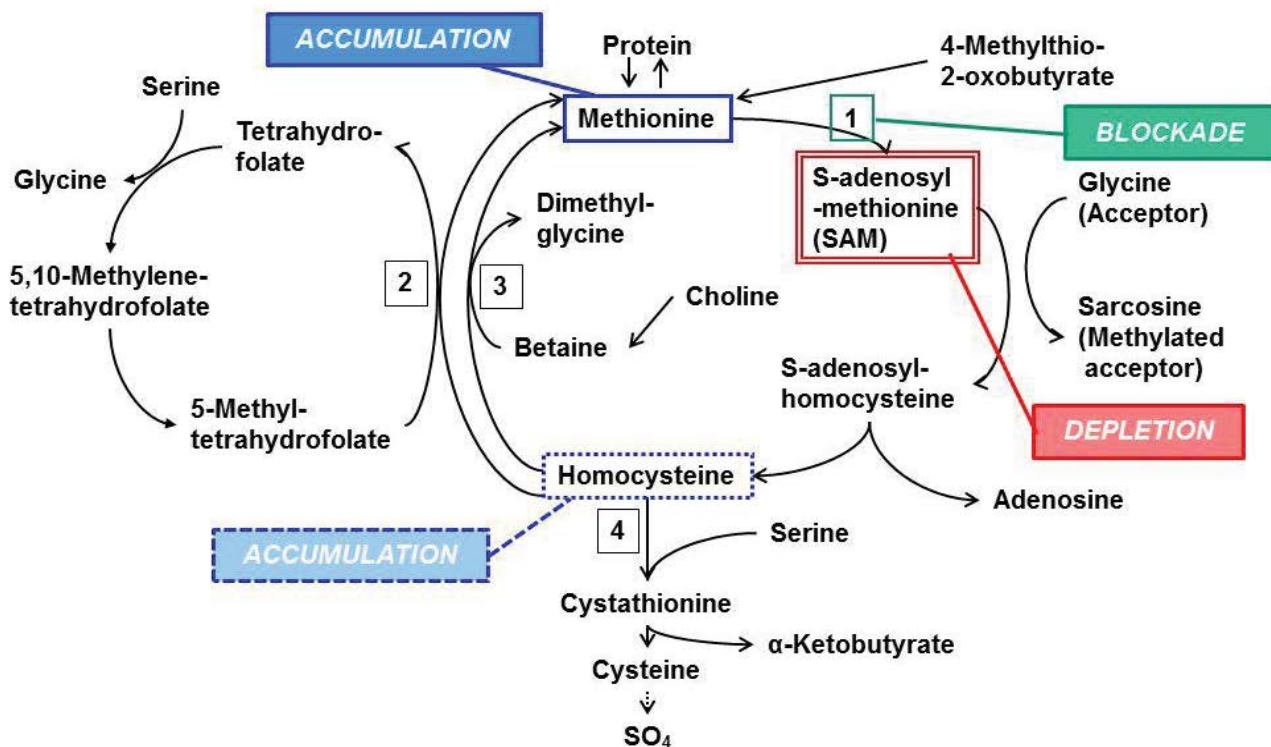 ACCUMULATION
Protein
4-Methylthio-
2-oxobutyrate
Serine
Methionine
1
BLOCKADE
Tetrahydro-
folate
Glycine
S-adenosyl
-methionine
(SAM)
Glycine
(Acceptor)
Dimethyl-
glycine
5,10-Methylene-
tetrahydrofolate
2
3
Choline
Betaine
Sarcosine
(Methylated
acceptor)
S-adenosyl-
homocysteine
5-Methyl-
tetrahydrofolate
DEPLETION
Homocysteine
Adenosine
ACCUMULATION
4
Serine
Cystathionine
α-Ketobutyrate
Cysteine
SO₄